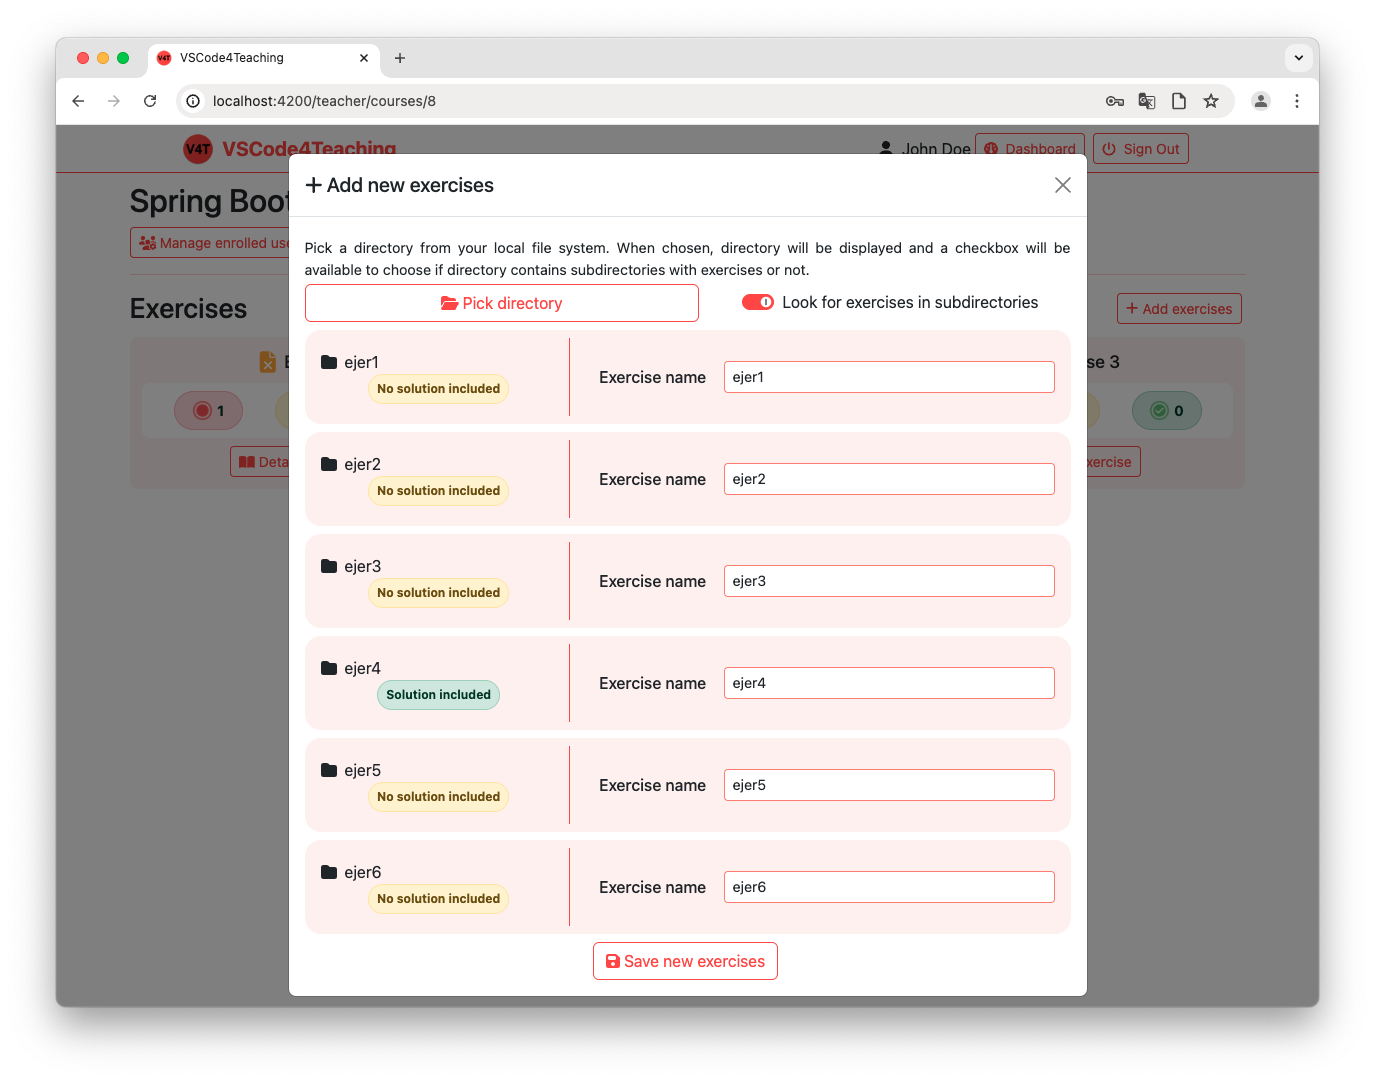 VSCode4Teaching
localhost:4200/teacher/courses/8
V4T VSCode4Teaching
John Doe
Dashboard
Sign Out
Spring Boot
Manage enrolled
Exercises
Add exercises
1
Deta
se 3
0
xercise
Add new exercises
Pick a directory from your local file system. When chosen, directory will be displayed and a checkbox will be
available to choose if directory contains subdirectories with exercises or not.
Pick directory
Look for exercises in subdirectories
ejer1
No solution included
Exercise name
ejer1
ejer2
No solution included
Exercise name
ejer2
ejer3
No solution included
Exercise name
ejer3
ejer4
Solution included
Exercise name
ejer4
ejer5
No solution included
Exercise name
ejer5
ejer6
No solution included
Exercise name
ejer6
Save new exercises